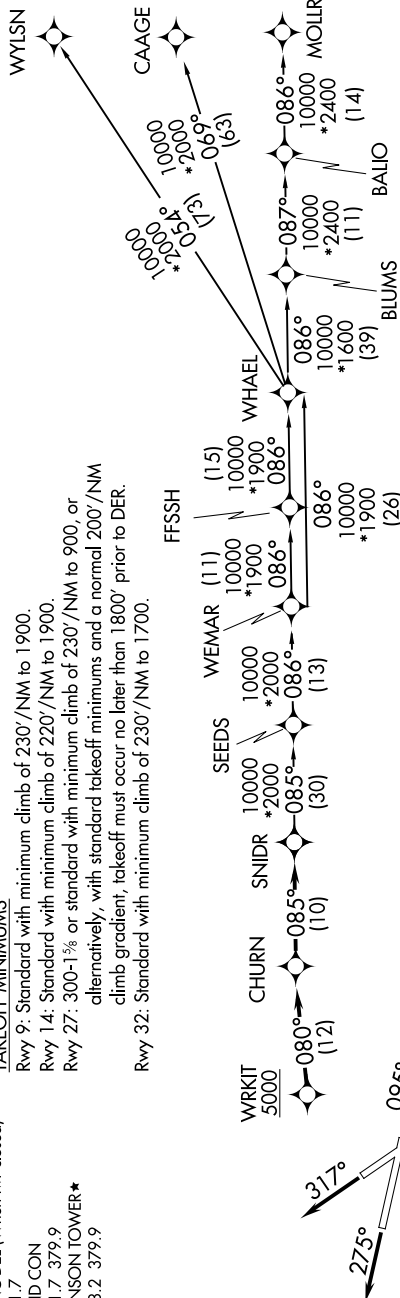 1.7
ID CON
1.7 379.9
NSON TOWER★
3.2 379.9
TAKEOFF MINIMUMS
Rwy 9: Standard with minimum climb of 230'/NM to 1900.
Rwy 14: Standard with minimum climb of 220'/NM to 1900.
Rwy 27: 300-1⅝ or standard with minimum climb of 230'/NM to 900, or
alternatively, with standard takeoff minimums and a normal 200'/NM
climb gradient, takeoff must occur no later than 1800' prior to DER.
Rwy 32: Standard with minimum climb of 230'/NM to 1700.
WRKIT
5000
080°
(12)
CHURN
085°
(10)
SNIDR
10000
*2000
085°
(30)
SEEDS
10000
*2000
086°
(13)
WEMAR
(11)
10000
*1900
086°
FFSSH
(15)
10000
*1900
086°
086°
10000
*1900
(26)
WHAEL
10000
*2000
054°
(73)
WYLSN
10000
*2000
069°
(63)
CAAGE
086°
10000
*1600
(39)
BLUMS
087°
10000
*2400
(11)
BALIO
086°
10000
*2400
(14)
MOLLR
317°
275°